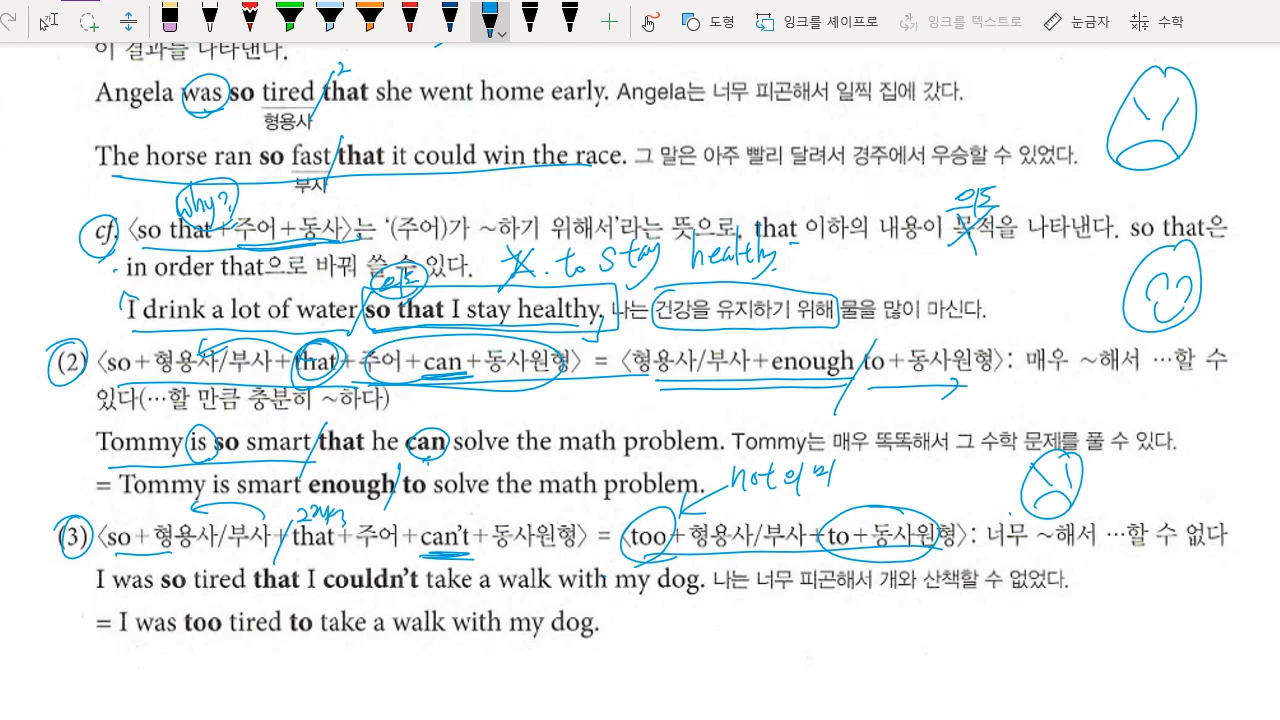 도형 잉크를 셰이프로 잉크를 텍스트로 눈금자 수학
이 결과를 나타낸다.
2
Angela was so tired that she went home early. Angela는 너무 피곤해서 일찍 집에 갔다.
형용사
The horse ran so fast that it could win the race. 그 말은 아주 빨리 달려서 경주에서 우승할 수 있었다.
부사
why?
의도
cf. 〈so that+주어+동사〉는 ‘(주어)가 ~하기 위해서’라는 뜻으로, that 이하의 내용이 목적을 나타낸다. so that은
in order that으로 바꿔 쓸 수 있다. to stay healthy.
의도
I drink a lot of water so that I stay healthy. 나는 건강을 유지하기 위해 물을 많이 마신다.
(2) 〈so+형용사/부사+that+주어+can+동사원형〉 = 〈형용사/부사+enough to+동사원형〉: 매우 ~해서 …할 수
있다(…할 만큼 충분히 ~하다)
Tommy is so smart that he can solve the math problem. Tommy는 매우 똑똑해서 그 수학 문제를 풀 수 있다.
= Tommy is smart enough to solve the math problem.
not의 미
(3) 〈so+형용사/부사+that+주어+can't+동사원형〉 = 〈too+형용사/부사+to+동사원형〉: 너무 ~해서 …할 수 없다
I was so tired that I couldn't take a walk with my dog. 나는 너무 피곤해서 개와 산책할 수 없었다.
= I was too tired to take a walk with my dog.